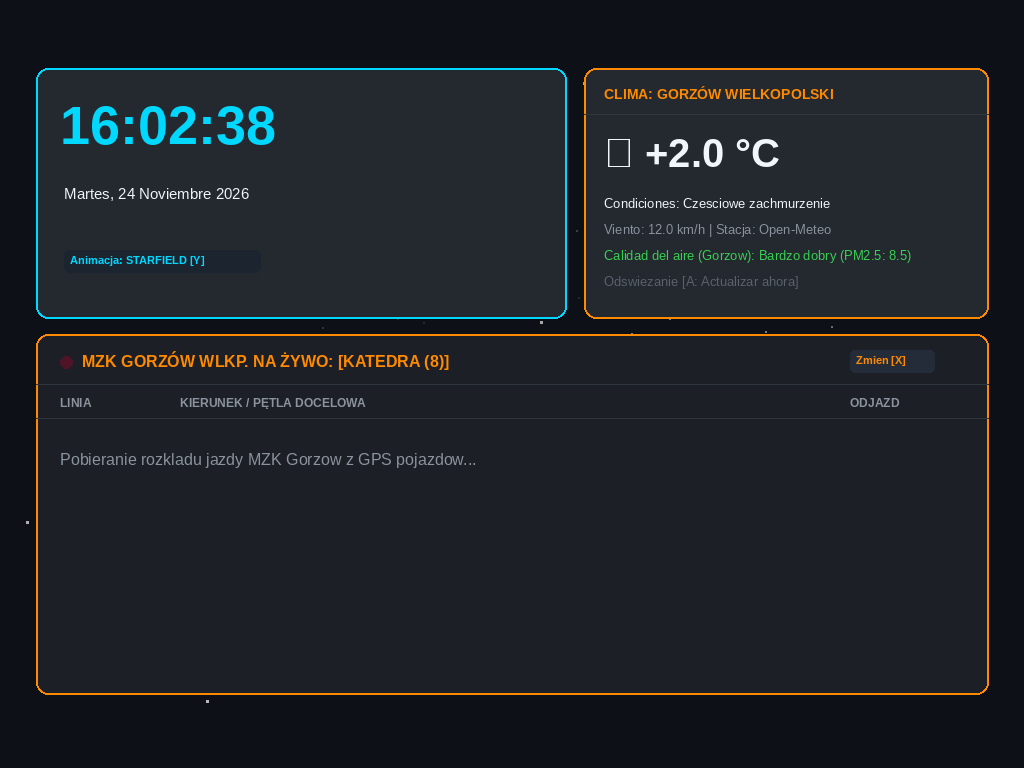 16:02:38
Martes, 24 Noviembre 2026
Animacja: STARFIELD [Y]
CLIMA: GORZÓW WIELKOPOLSKI
+2.0 °C
Condiciones: Czesciowe zachmurzenie
Viento: 12.0 km/h | Stacja: Open-Meteo
Calidad del aire (Gorzow): Bardzo dobry (PM2.5: 8.5)
Odswiezanie [A: Actualizar ahora]
MZK GORZÓW WLKP. NA ŻYWO: [KATEDRA (8)]
Zmien [X]
LINIA KIERUNEK / PĘTLA DOCELOWA ODJAZD
Pobieranie rozkladu jazdy MZK Gorzow z GPS pojazdow...